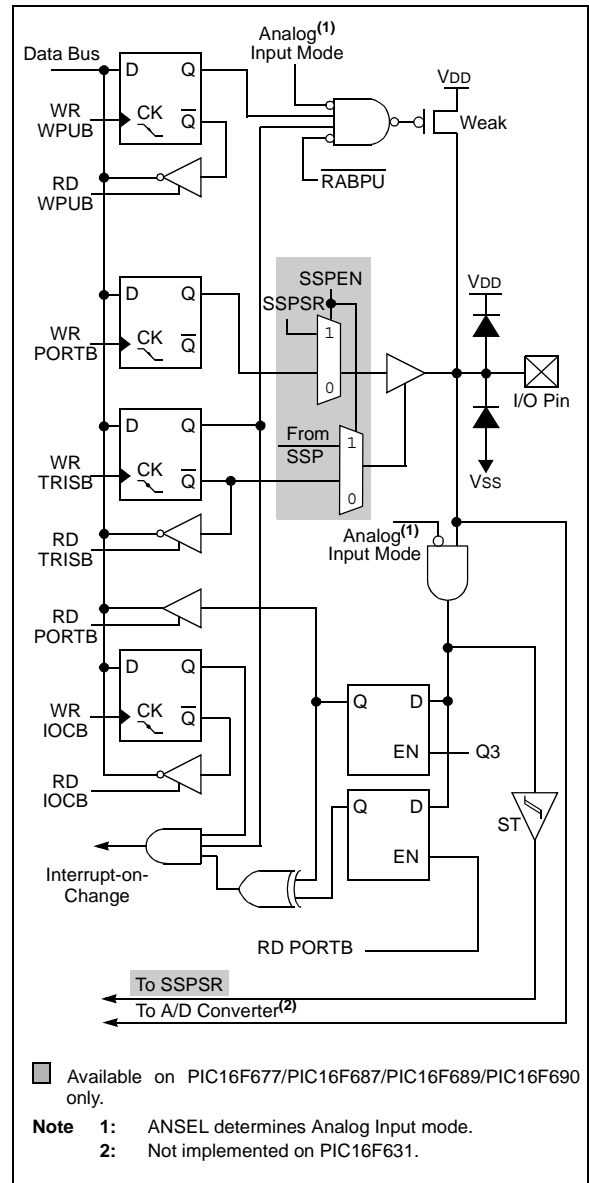 Analog(1)
Input Mode
Data Bus
D Q
VDD
WR
WPUB
CK Q
Weak
RD
WPUB
RABPU
SSPEN
SSPSR
VDD
D Q
1
WR
PORTB
CK Q
0
I/O Pin
D Q
From
SSP
1
WR
TRISB
CK Q
0
VSS
Analog(1)
Input Mode
RD
TRISB
RD
PORTB
D Q
Q D
WR
IOCB
CK Q
EN
Q3
RD
IOCB
Q D
ST
EN
Interrupt-on-
Change
RD PORTB
To SSPSR
To A/D Converter(2)
Available on PIC16F677/PIC16F687/PIC16F689/PIC16F690
only.
Note 1: ANSEL determines Analog Input mode.
2: Not implemented on PIC16F631.